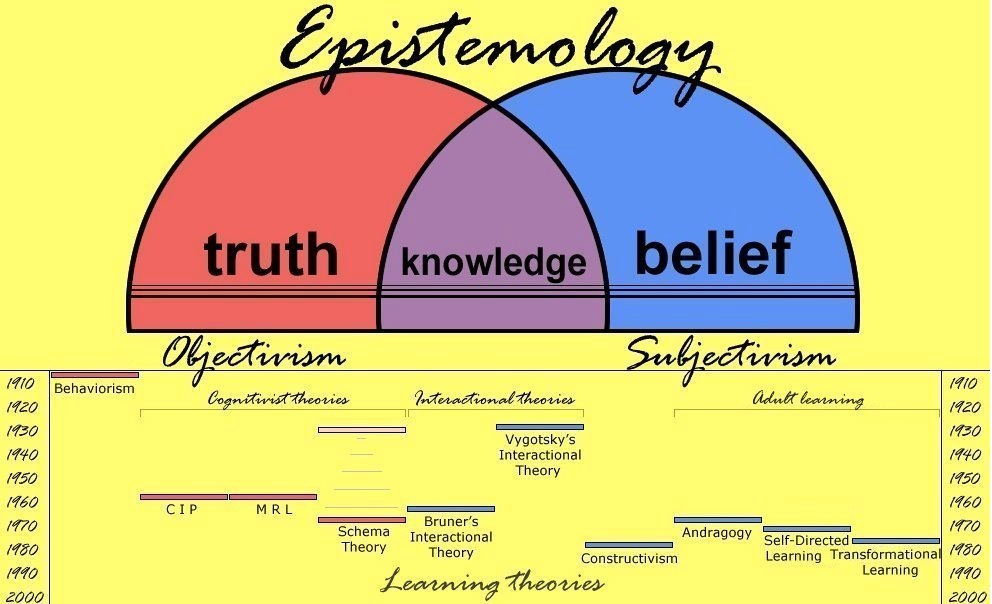 Epistemology
truth
knowledge
belief
Objectivism
Subjectivism
1910
1920
1930
1940
1950
1960
1970
1980
1990
2000
Behaviorism
Cognitivist theories
C I P
M R L
Schema
Theory
Interactional theories
Bruner's
Interactional
Theory
Vygotsky's
Interactional
Theory
Constructivism
Adult learning
Andragogy
Self-Directed
Learning
Transformational
Learning
Learning theories
1910
1920
1930
1940
1950
1960
1970
1980
1990
2000